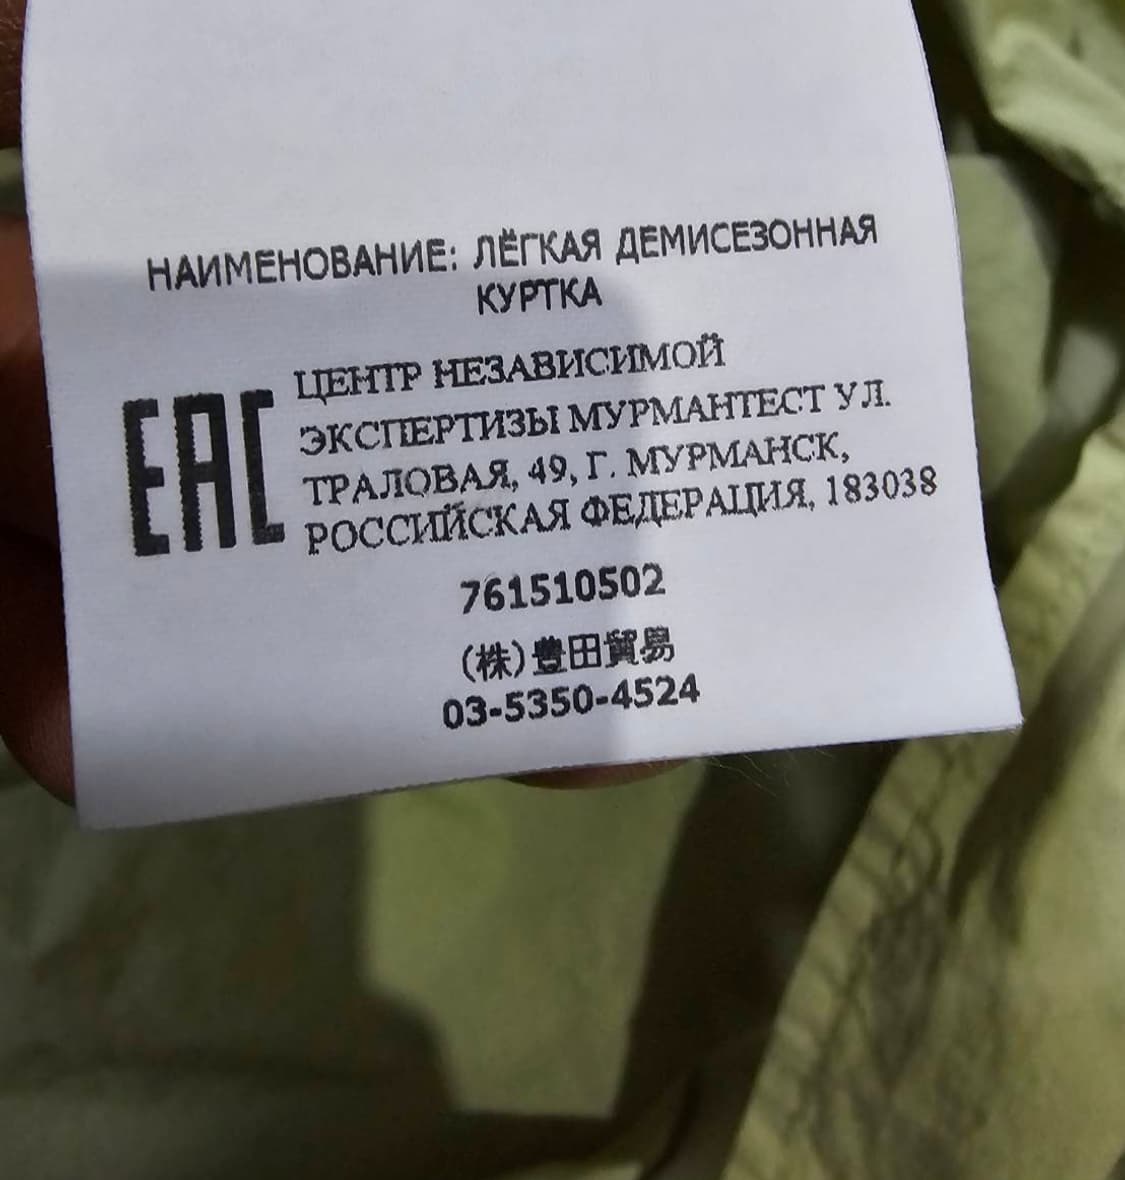 НАИМЕНОВАНИЕ: ЛЁГКАЯ ДЕМИСЕЗОННАЯ
КУРТКА
EAC
ЦЕНТР НЕЗАВИСИМОЙ
ЭКСПЕРТИЗЫ МУРМАНТЕСТ УЛ.
ТРАЛОВАЯ, 49, Г. МУРМАНСК,
РОССИЙСКАЯ ФЕДЕРАЦИЯ, 183038
761510502
(株)豊田貿易
03-5350-4524